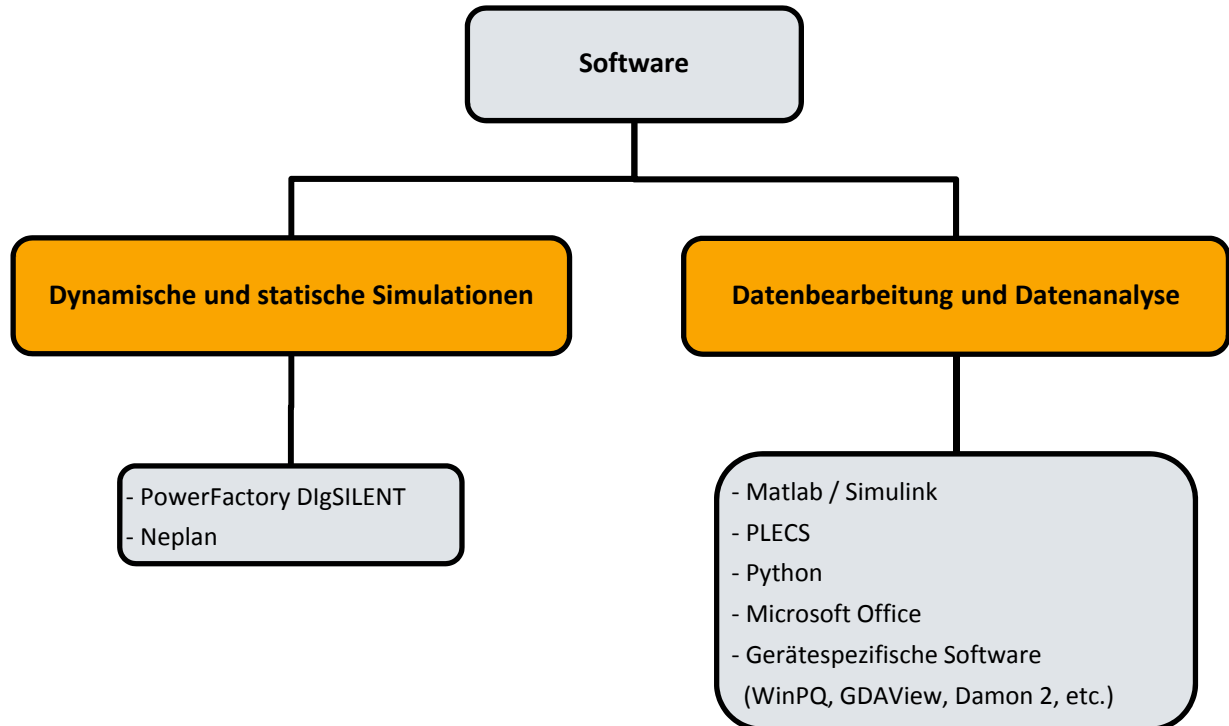 Software
Dynamische und statische Simulationen
Datenbearbeitung und Datenanalyse
- PowerFactory DIgSILENT
- Neplan
- Matlab / Simulink
- PLECS
- Python
- Microsoft Office
- Gerätespezifische Software
(WinPQ, GDAView, Damon 2, etc.)